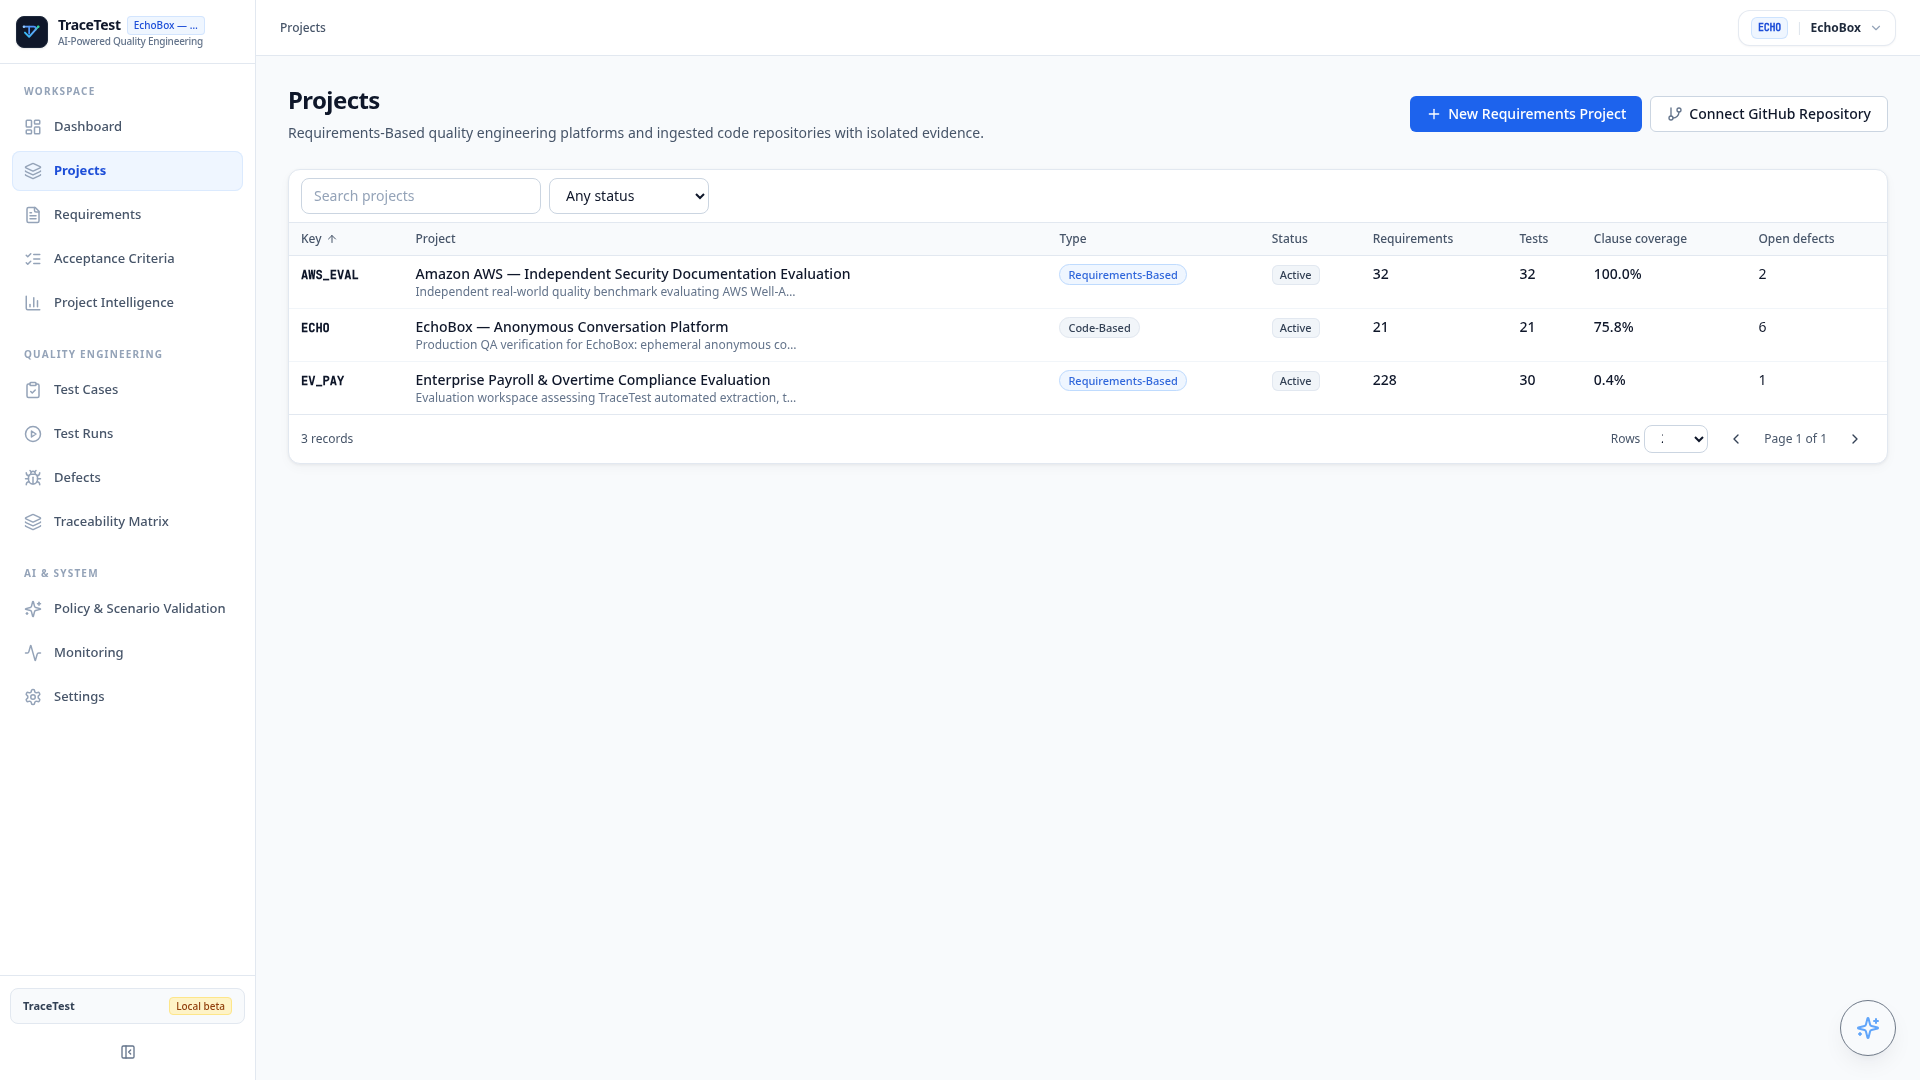 TraceTest EchoBox — ...
AI-Powered Quality Engineering
WORKSPACE
Dashboard
Projects
Requirements
Acceptance Criteria
Project Intelligence
QUALITY ENGINEERING
Test Cases
Test Runs
Defects
Traceability Matrix
AI & SYSTEM
Policy & Scenario Validation
Monitoring
Settings
TraceTest Local beta
Projects
ECHO EchoBox
Projects
Requirements-Based quality engineering platforms and ingested code repositories with isolated evidence.
New Requirements Project
Connect GitHub Repository
Search projects
Any status
Key Project Type Status Requirements Tests Clause coverage Open defects
AWS_EVAL Amazon AWS — Independent Security Documentation Evaluation Requirements-Based Active 32 32 100.0% 2
Independent real-world quality benchmark evaluating AWS Well-A...
ECHO EchoBox — Anonymous Conversation Platform Code-Based Active 21 21 75.8% 6
Production QA verification for EchoBox: ephemeral anonymous co...
EV_PAY Enterprise Payroll & Overtime Compliance Evaluation Requirements-Based Active 228 30 0.4% 1
Evaluation workspace assessing TraceTest automated extraction, t...
3 records
Rows
Page 1 of 1